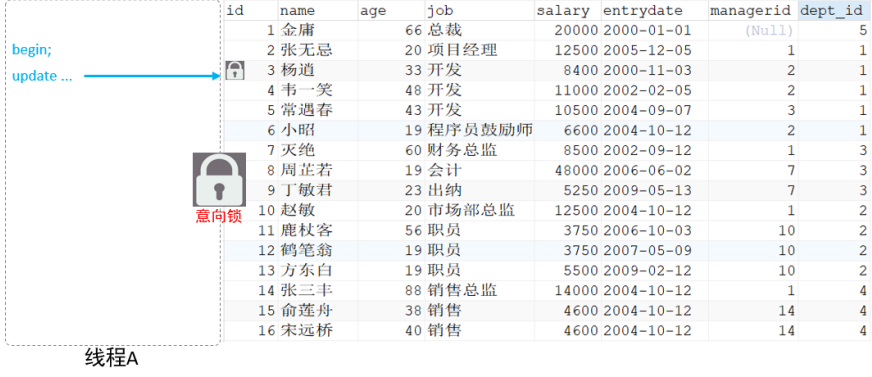 id name age job salary entrydate managerid dept_id
1 金庸 66 总裁 20000 2000-01-01 (Null) 5
begin; 2 张无忌 20 项目经理 12500 2005-12-05 1 1
update ... 3 杨逍 33 开发 8400 2000-11-03 2 1
4 韦一笑 48 开发 11000 2002-02-05 2 1
5 常遇春 43 开发 10500 2004-09-07 3 1
6 小昭 19 程序员鼓励师 6600 2004-10-12 2 1
7 灭绝 60 财务总监 8500 2002-09-12 1 3
8 周芷若 19 会计 48000 2006-06-02 7 3
9 丁敏君 23 出纳 5250 2009-05-13 7 3
意向锁 10 赵敏 20 市场部总监 12500 2004-10-12 1 2
11 鹿杖客 56 职员 3750 2006-10-03 10 2
12 鹤笔翁 19 职员 3750 2007-05-09 10 2
13 方东白 19 职员 5500 2009-02-12 10 2
14 张三丰 88 销售总监 14000 2004-10-12 1 4
15 俞莲舟 38 销售 4600 2004-10-12 14 4
16 宋远桥 40 销售 4600 2004-10-12 14 4
线程A